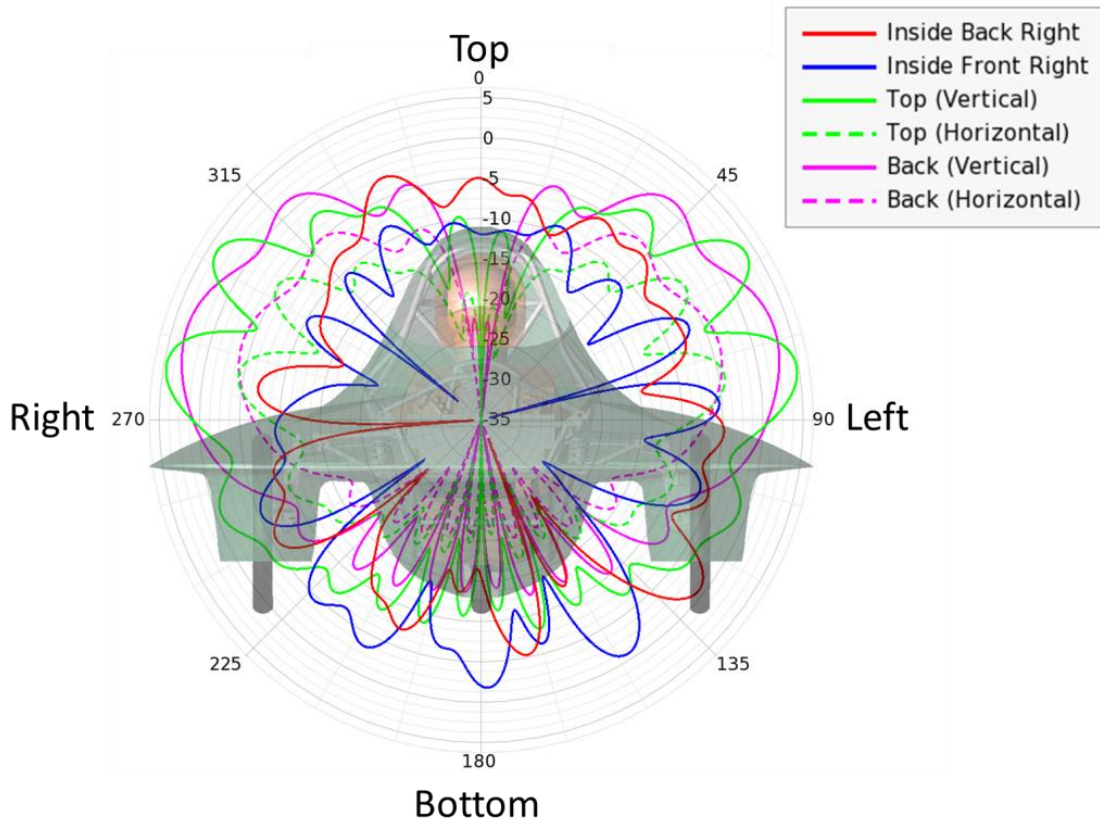 Top
0
5
0
-5
-10
-15
-20
-25
-30
-35
45
90
Left
135
180
Bottom
225
Right
270
315
Inside Back Right
Inside Front Right
Top (Vertical)
Top (Horizontal)
Back (Vertical)
Back (Horizontal)